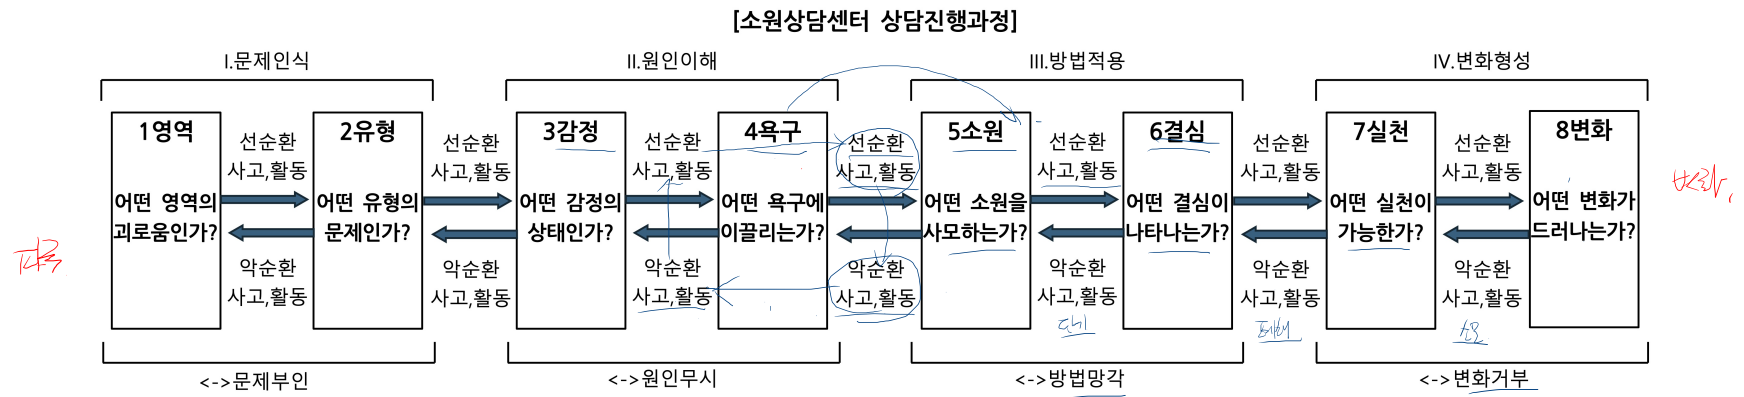 [소원상담센터 상담진행과정]
I.문제인식
II.원인이해
III.방법적용
IV.변화형성
1영역
어떤 영역의
괴로움인가?
선순환
사고,활동
악순환
사고,활동
2유형
어떤 유형의
문제인가?
선순환
사고,활동
악순환
사고,활동
3감정
어떤 감정의
상태인가?
선순환
사고,활동
악순환
사고,활동
4욕구
어떤 욕구에
이끌리는가?
선순환
사고,활동
악순환
사고,활동
5소원
어떤 소원을
사모하는가?
선순환
사고,활동
악순환
사고,활동
6결심
어떤 결심이
나타나는가?
선순환
사고,활동
악순환
사고,활동
7실천
어떤 실천이
가능한가?
선순환
사고,활동
악순환
사고,활동
8변화
어떤 변화가
드러나는가?
변화
<->문제부인
<->원인무시
<->방법망각
<->변화거부